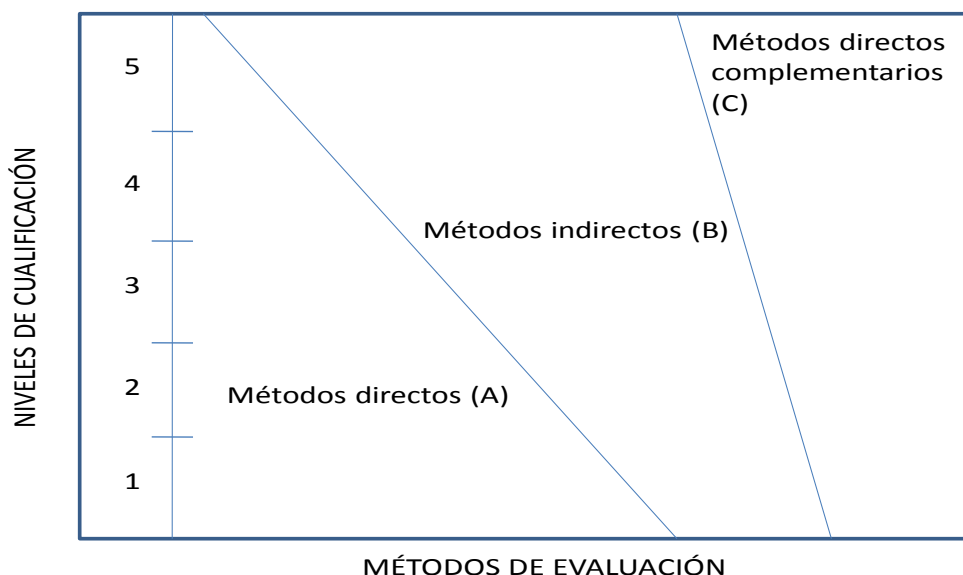 Métodos directos
complementarios
(C)
5
4
Métodos indirectos (B)
3
2
Métodos directos (A)
1
NIVELES DE CUALIFICACIÓN
MÉTODOS DE EVALUACIÓN